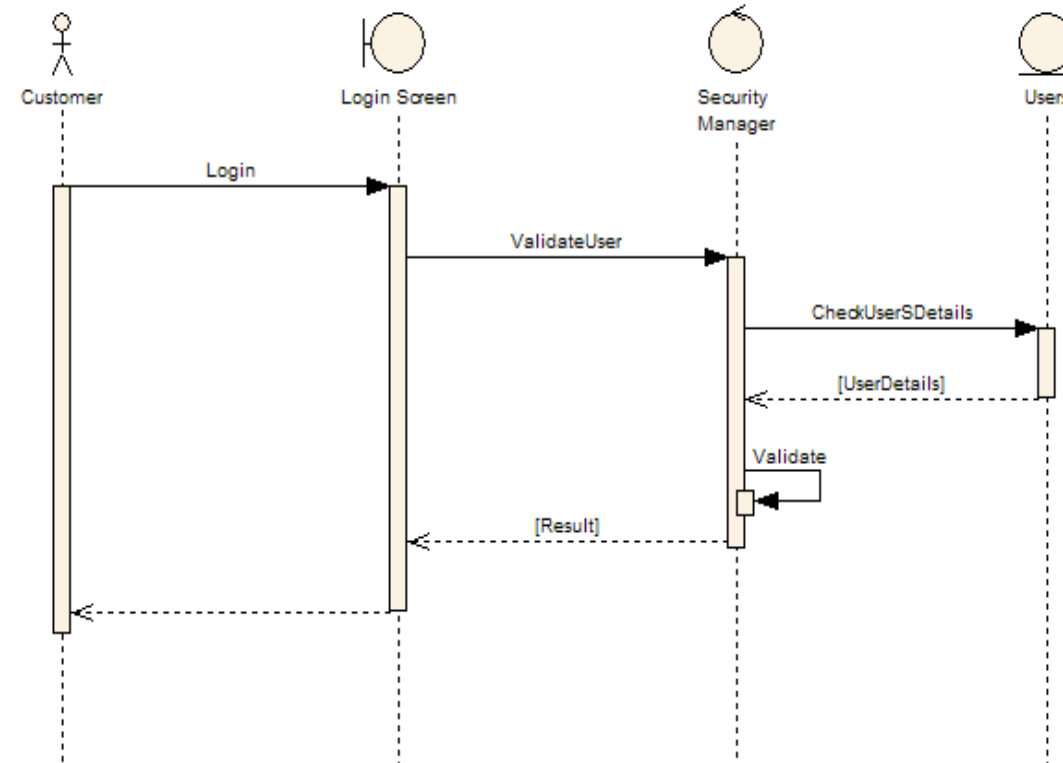 Customer
Login Screen
Security
Manager
Login
ValidateUser
CheckUserSDetails
[UserDetails]
Validate
[Result]